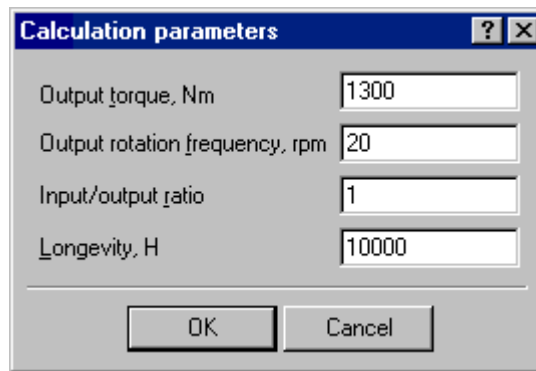 Calculation parameters
Output torque, Nm 1300
Output rotation frequency, rpm 20
Input/output ratio 1
Longevity, H 10000
OK Cancel